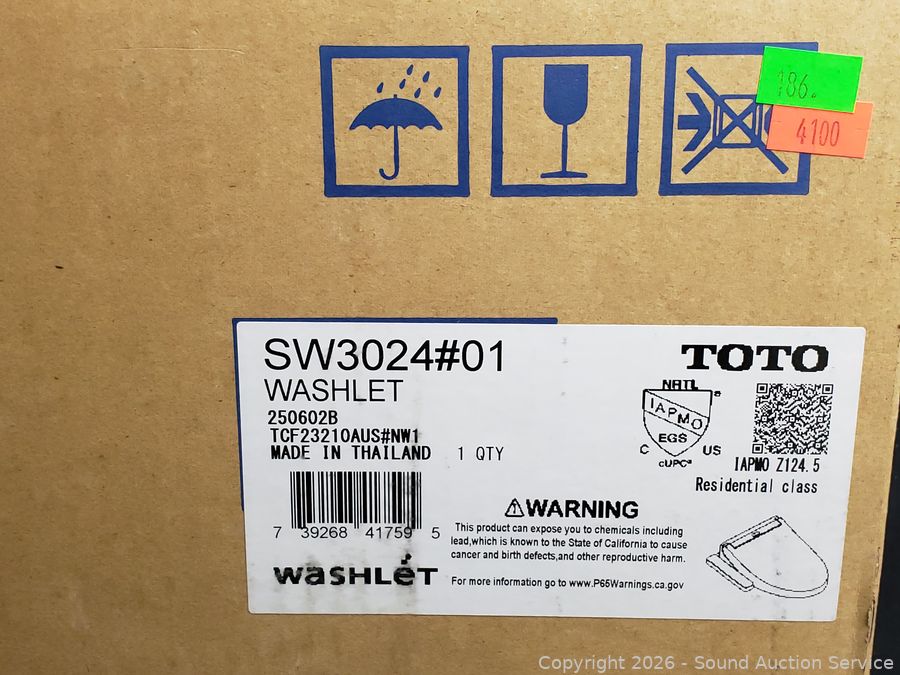 186.
4100
SW3024#01
WASHLET
250602B
TCF23210AUS#NW1
MADE IN THAILAND 1 QTY
7 39268 41759 5
WASHLET
TOTO
NRTL
®
IAPMO
EGS
C US
cUPC®
IAPMO Z124.5
Residential class
⚠WARNING
This product can expose you to chemicals including
lead,which is known to the State of California to cause
cancer and birth defects,and other reproductive harm.
For more information go to www.P65Warnings.ca.gov
Copyright 2026 - Sound Auction Service